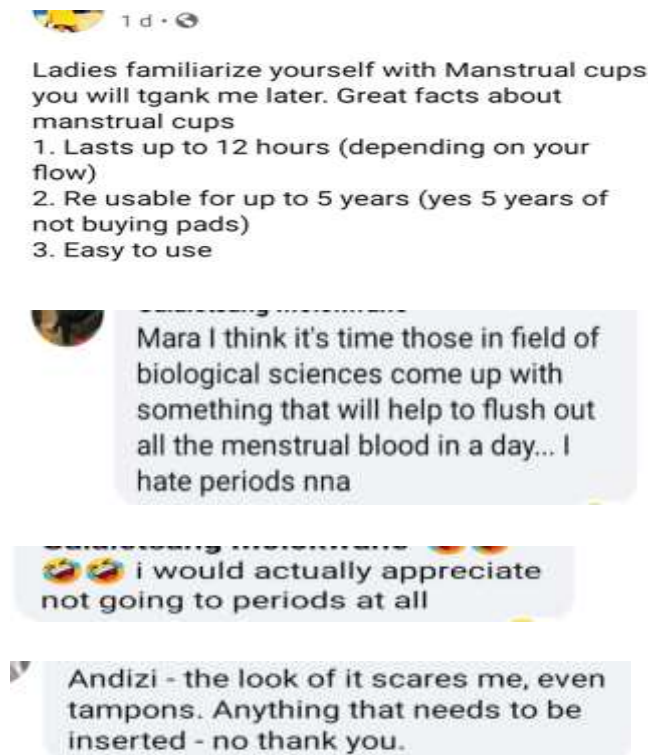 1 d
Ladies familiarize yourself with Manstrual cups
you will tgank me later. Great facts about
manstrual cups
1. Lasts up to 12 hours (depending on your
flow)
2. Re usable for up to 5 years (yes 5 years of
not buying pads)
3. Easy to use
Mara I think it's time those in field of
biological sciences come up with
something that will help to flush out
all the menstrual blood in a day... I
hate periods nna
i would actually appreciate
not going to periods at all
Andizi - the look of it scares me, even
tampons. Anything that needs to be
inserted - no thank you.